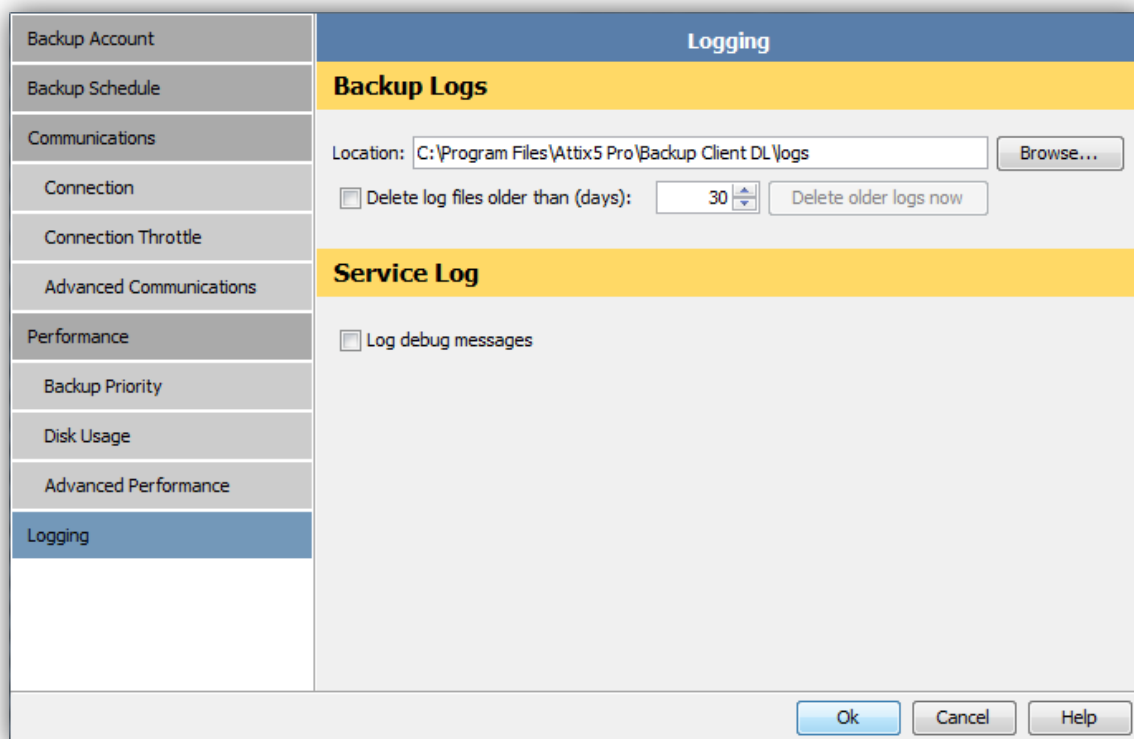 Backup Account
Backup Schedule
Communications
Connection
Connection Throttle
Advanced Communications
Performance
Backup Priority
Disk Usage
Advanced Performance
Logging
Logging
Backup Logs
Location: C:\Program Files\Attix5 Pro\Backup Client DL\logs Browse...
Delete log files older than (days): 30 Delete older logs now
Service Log
Log debug messages
Ok Cancel Help